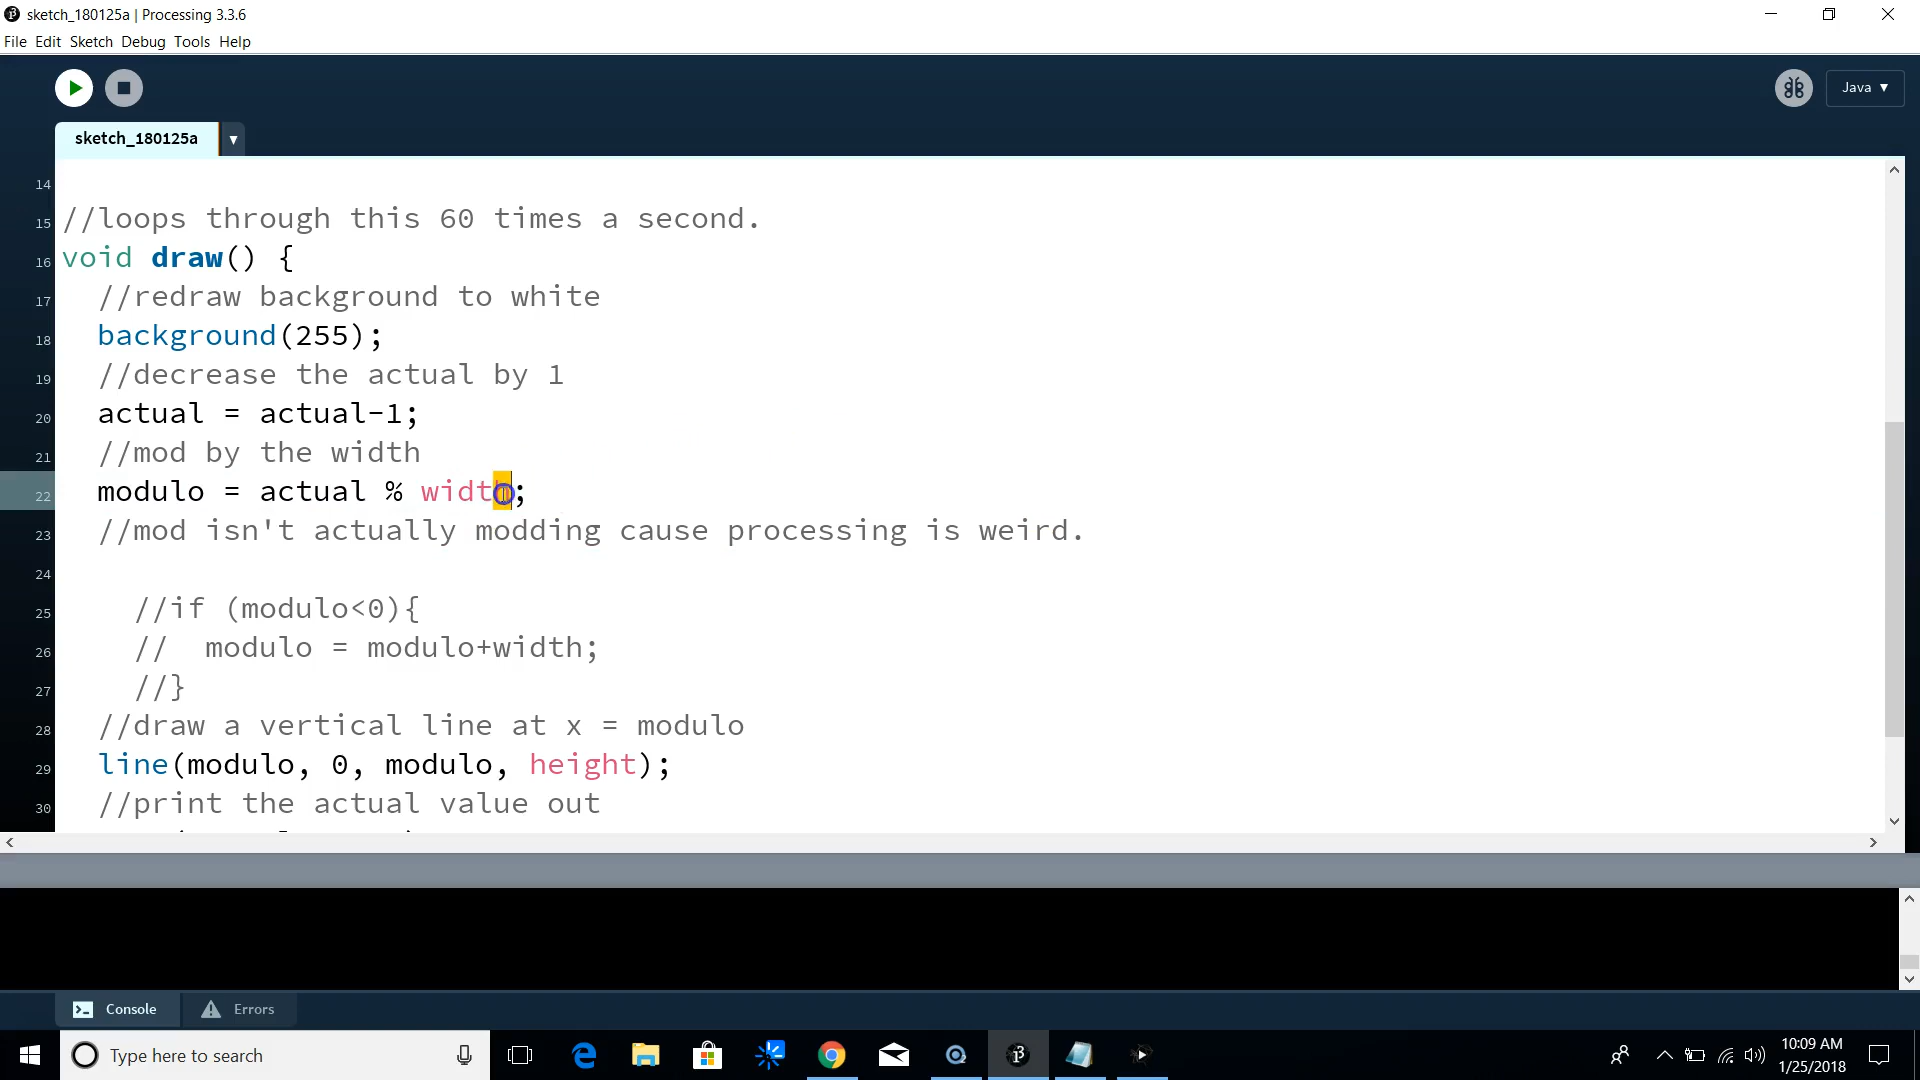 sketch_180125a | Processing 3.3.6
File Edit Sketch Debug Tools Help
Java ▼
sketch_180125a ▼
14
15 //loops through this 60 times a second.
16 void draw() {
17 //redraw background to white
18 background(255);
19 //decrease the actual by 1
20 actual = actual-1;
21 //mod by the width
22 modulo = actual % width;
23 //mod isn't actually modding cause processing is weird.
24
25 //if (modulo<0){
26 // modulo = modulo+width;
27 //}
28 //draw a vertical line at x = modulo
29 line(modulo, 0, modulo, height);
30 //print the actual value out
>_ Console Errors
Type here to search
10:09 AM
1/25/2018